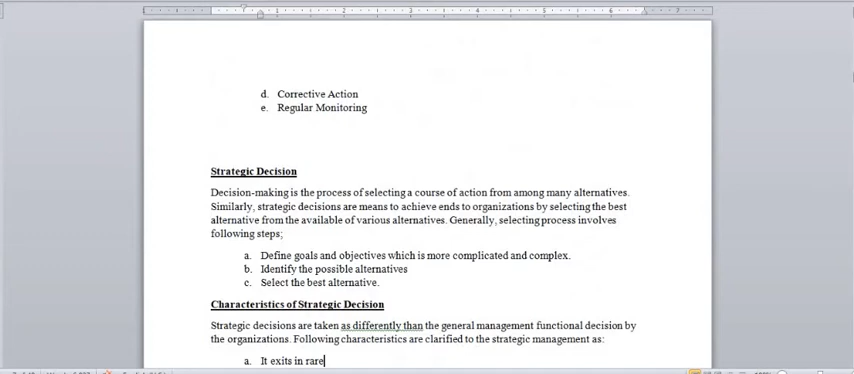 d. Corrective Action
e. Regular Monitoring
Strategic Decision
Decision-making is the process of selecting a course of action from among many alternatives.
Similarly, strategic decisions are means to achieve ends to organizations by selecting the best
alternative from the available of various alternatives. Generally, selecting process involves
following steps;
a. Define goals and objectives which is more complicated and complex.
b. Identify the possible alternatives
c. Select the best alternative.
Characteristics of Strategic Decision
Strategic decisions are taken as differently than the general management functional decision by
the organizations. Following characteristics are clarified to the strategic management as:
a. It exits in rare